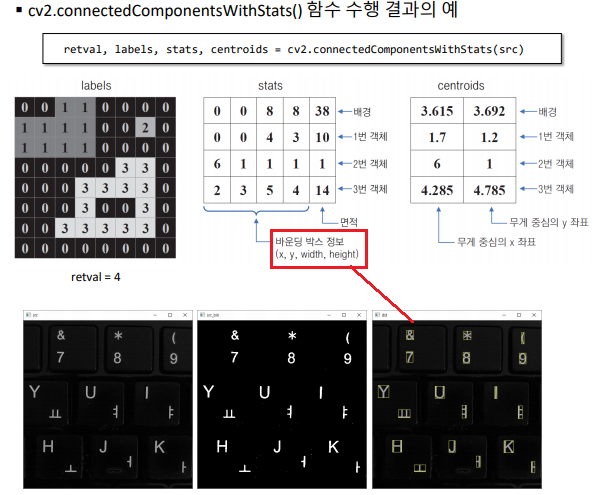 ▪ cv2.connectedComponentsWithStats() 함수 수행 결과의 예
retval, labels, stats, centroids = cv2.connectedComponentsWithStats(src)
labels
0 0 1 1 0 0 0 0
1 1 1 1 0 0 2 0
1 1 1 1 0 0 0 0
0 0 0 0 0 3 3 0
0 0 0 3 3 3 3 0
0 0 0 3 0 0 3 0
0 0 3 3 3 3 3 0
0 0 0 0 0 0 0 0
retval = 4
stats
0 0 8 8 38 배경
0 0 4 3 10 1번 객체
6 1 1 1 1 2번 객체
2 3 5 4 14 3번 객체
면적
바운딩 박스 정보
(x, y, width, height)
centroids
3.615 3.692 배경
1.7 1.2 1번 객체
6 1 2번 객체
4.285 4.785 3번 객체
무게 중심의 y 좌표
무게 중심의 x 좌표
src
& * (
7 8 9
Y U I
ㅛ ㅕ ㅑ
H J K
ㅗ ㅓ ㅏ
src_bin
& * (
7 8 9
Y U I
ㅛ ㅕ ㅑ
H J K
ㅗ ㅓ ㅏ
dst
& * (
7 8 9
Y U I
ㅛ ㅕ ㅑ
H J K
ㅗ ㅓ ㅏ